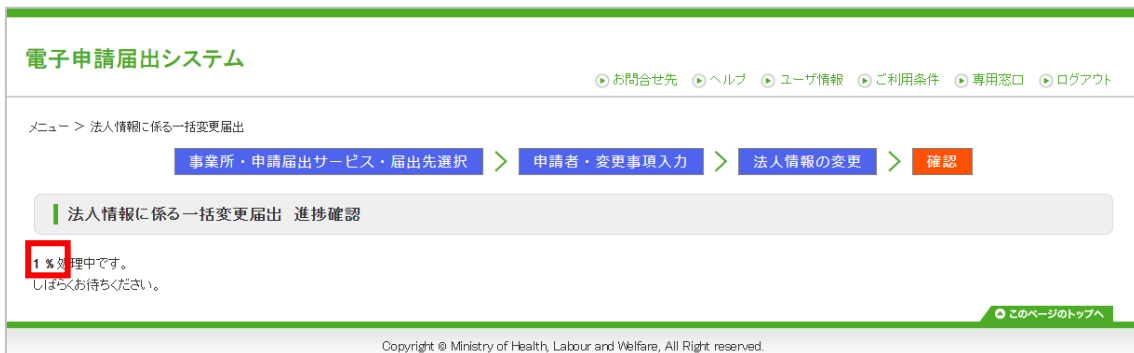 電子申請届出システム
お問合せ先 ヘルプ ユーザ情報 ご利用条件 専用窓口 ログアウト
メニュー > 法人情報に係る一括変更届出
事業所・申請届出サービス・届出先選択 > 申請者・変更事項入力 > 法人情報の変更 > 確認
法人情報に係る一括変更届出 進捗確認
1 %処理中です。
しばらくお待ちください。
このページのトップへ
Copyright © Ministry of Health, Labour and Welfare, All Right reserved.